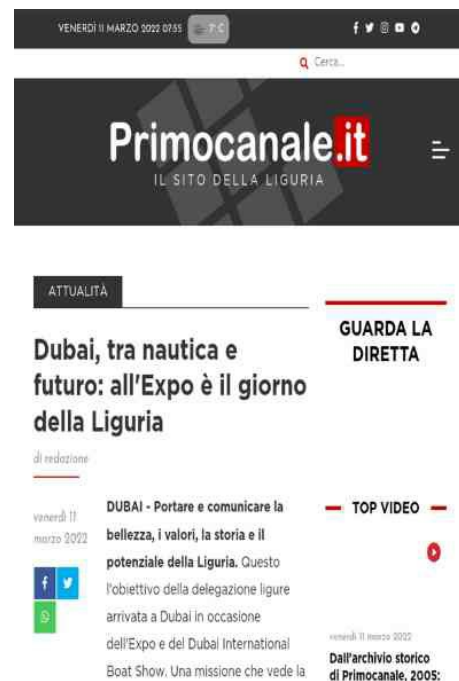 VENERDÌ 11 MARZO 2022 07:55
7° C
Cerca...
Primocanale.it
IL SITO DELLA LIGURIA
ATTUALITÀ
Dubai, tra nautica e
futuro: all'Expo è il giorno
della Liguria
di redazione
venerdì 11
marzo 2022
DUBAI - Portare e comunicare la
bellezza, i valori, la storia e il
potenziale della Liguria. Questo
l'obiettivo della delegazione ligure
arrivata a Dubai in occasione
dell'Expo e del Dubai International
Boat Show. Una missione che vede la
GUARDA LA
DIRETTA
TOP VIDEO
venerdì 11 marzo 2022
Dall'archivio storico
di Primocanale, 2005: